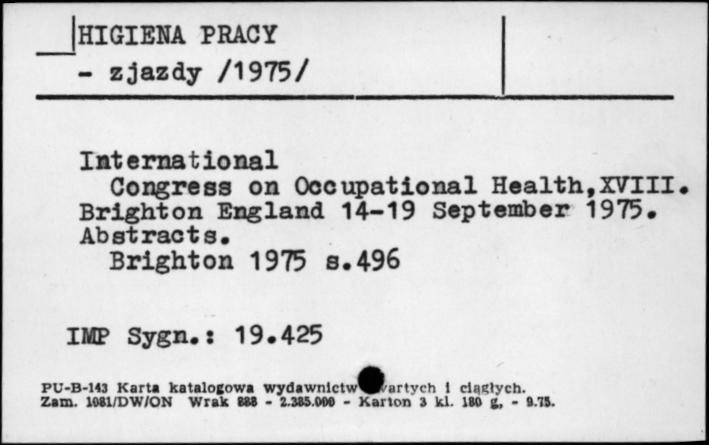 HIGIENA PRACY
- zjazdy /1975/
International
Congress on Occupational Health,XVIII.
Brighton England 14-19 September 1975.
Abstracts.
Brighton 1975 s.496
IMP Sygn.: 19.425
PU-B-143 Karta katalogowa wydawnictw wartych i ciągłych.
Zam. 1081/DW/ON Wrak 888 - 2.385.000 - Karton 3 kl. 180 g, - 9.75.